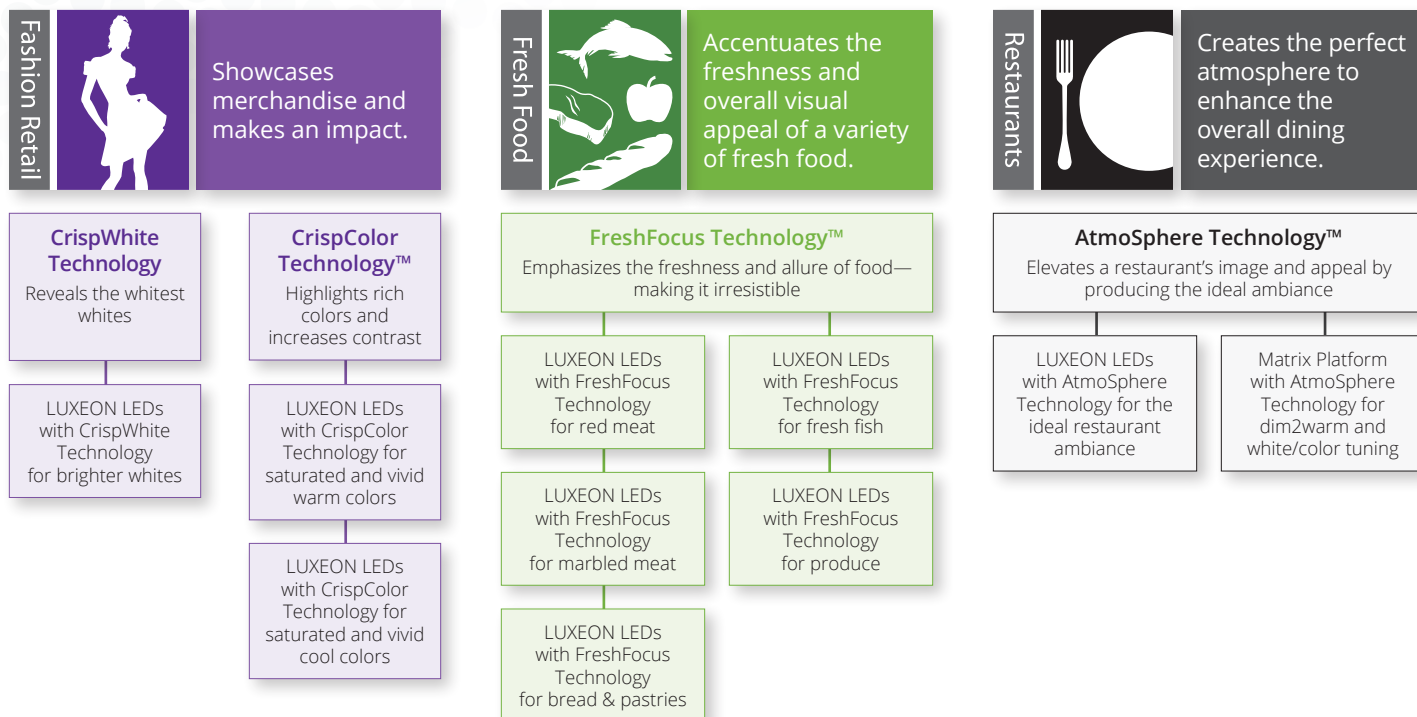 Fashion Retail
Showcases
merchandise and
makes an impact.
CrispWhite
Technology
Reveals the whitest
whites
LUXEON LEDs
with CrispWhite
Technology
for brighter whites
CrispColor
Technology™
Highlights rich
colors and
increases contrast
LUXEON LEDs
with CrispColor
Technology for
saturated and vivid
warm colors
LUXEON LEDs
with CrispColor
Technology for
saturated and vivid
cool colors
Fresh Food
Accentuates the
freshness and
overall visual
appeal of a variety
of fresh food.
FreshFocus Technology™
Emphasizes the freshness and allure of food—
making it irresistible
LUXEON LEDs
with FreshFocus
Technology
for red meat
LUXEON LEDs
with FreshFocus
Technology
for marbled meat
LUXEON LEDs
with FreshFocus
Technology
for bread & pastries
LUXEON LEDs
with FreshFocus
Technology
for fresh fish
LUXEON LEDs
with FreshFocus
Technology
for produce
Restaurants
Creates the perfect
atmosphere to
enhance the
overall dining
experience.
AtmoSphere Technology™
Elevates a restaurant’s image and appeal by
producing the ideal ambiance
LUXEON LEDs
with AtmoSphere
Technology for the
ideal restaurant
ambiance
Matrix Platform
with AtmoSphere
Technology for
dim2warm and
white/color tuning